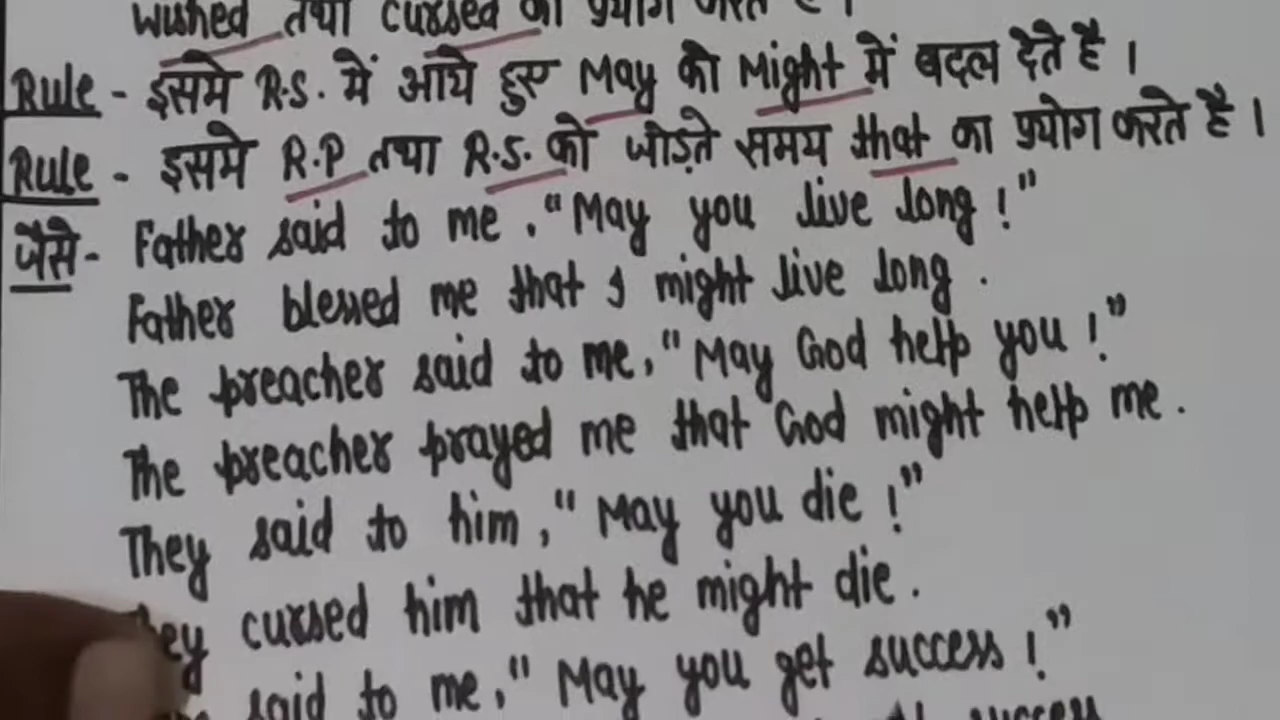 wished तथा cursed का प्रयोग करते है।
Rule - इसमे R.S. में आये हुए May को Might में बदल देते है।
Rule - इसमे R.P तथा R.S. को जोड़ते समय that का प्रयोग करते है।
जैसे- Father said to me, "May you live long!"
Father blessed me that I might live long.
The preacher said to me, "May God help you!"
The preacher prayed me that God might help me.
They said to him, "May you die!"
They cursed him that he might die.
said to me, "May you get success!"
success